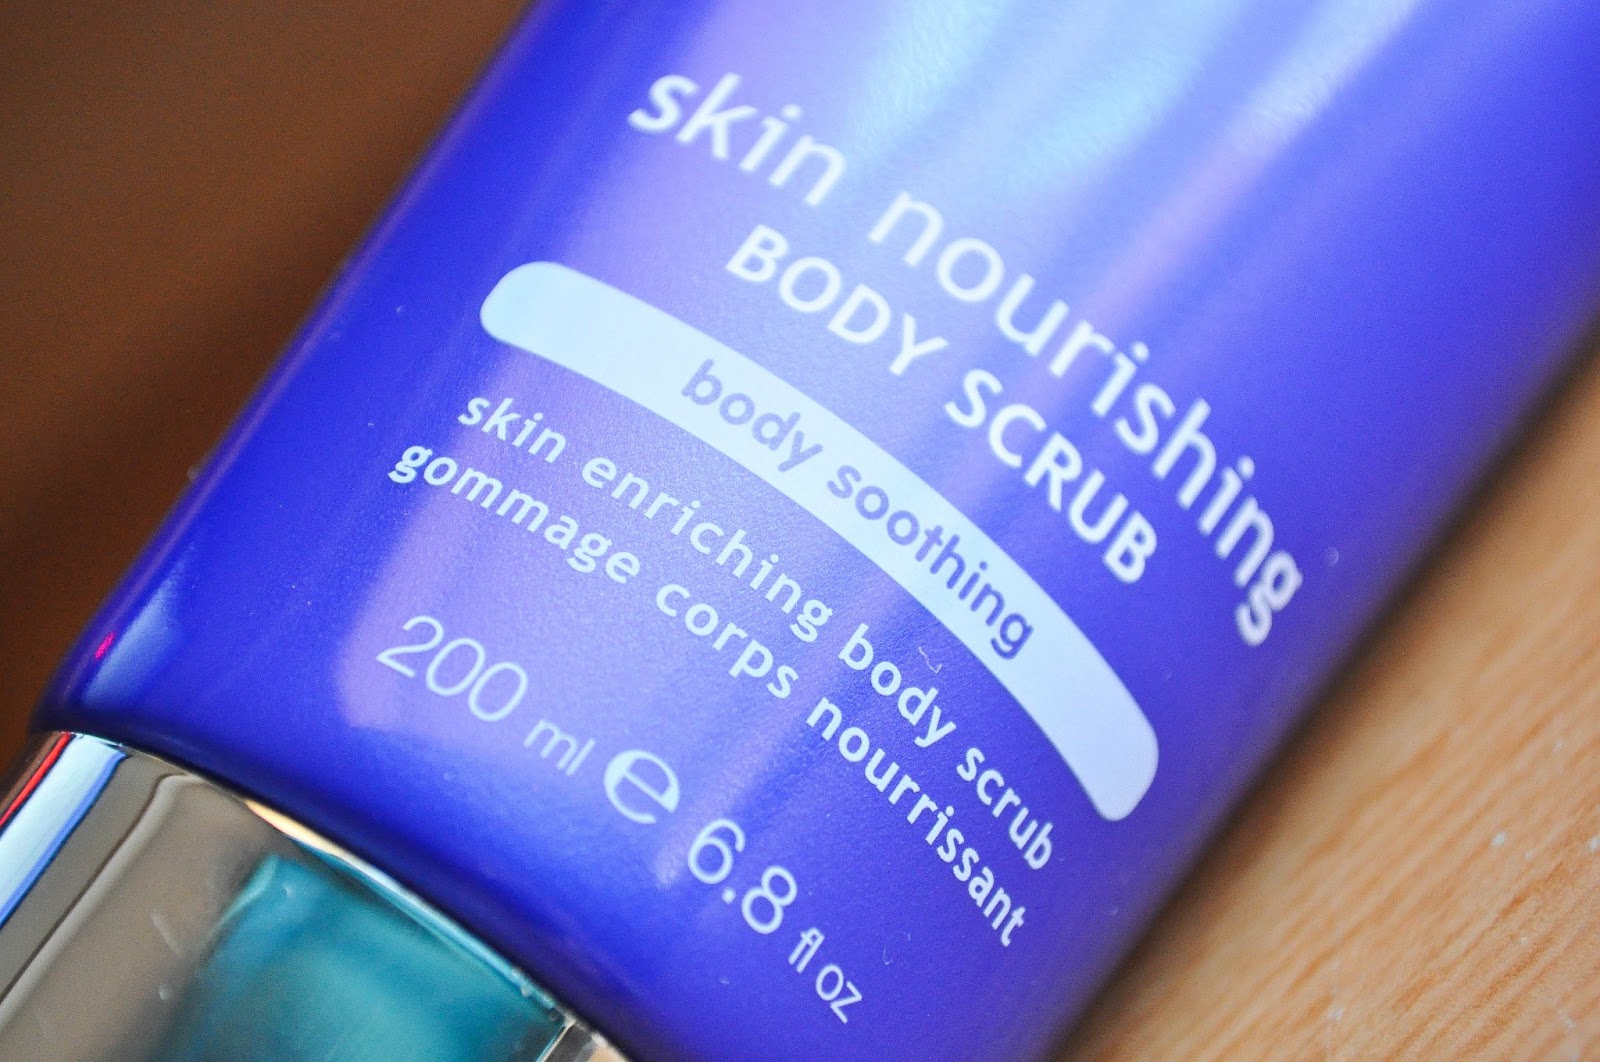 skin nourishing
BODY SCRUB
body soothing
skin enriching body scrub
gommage corps nourrissant
200 ml ℮ 6.8 fl oz